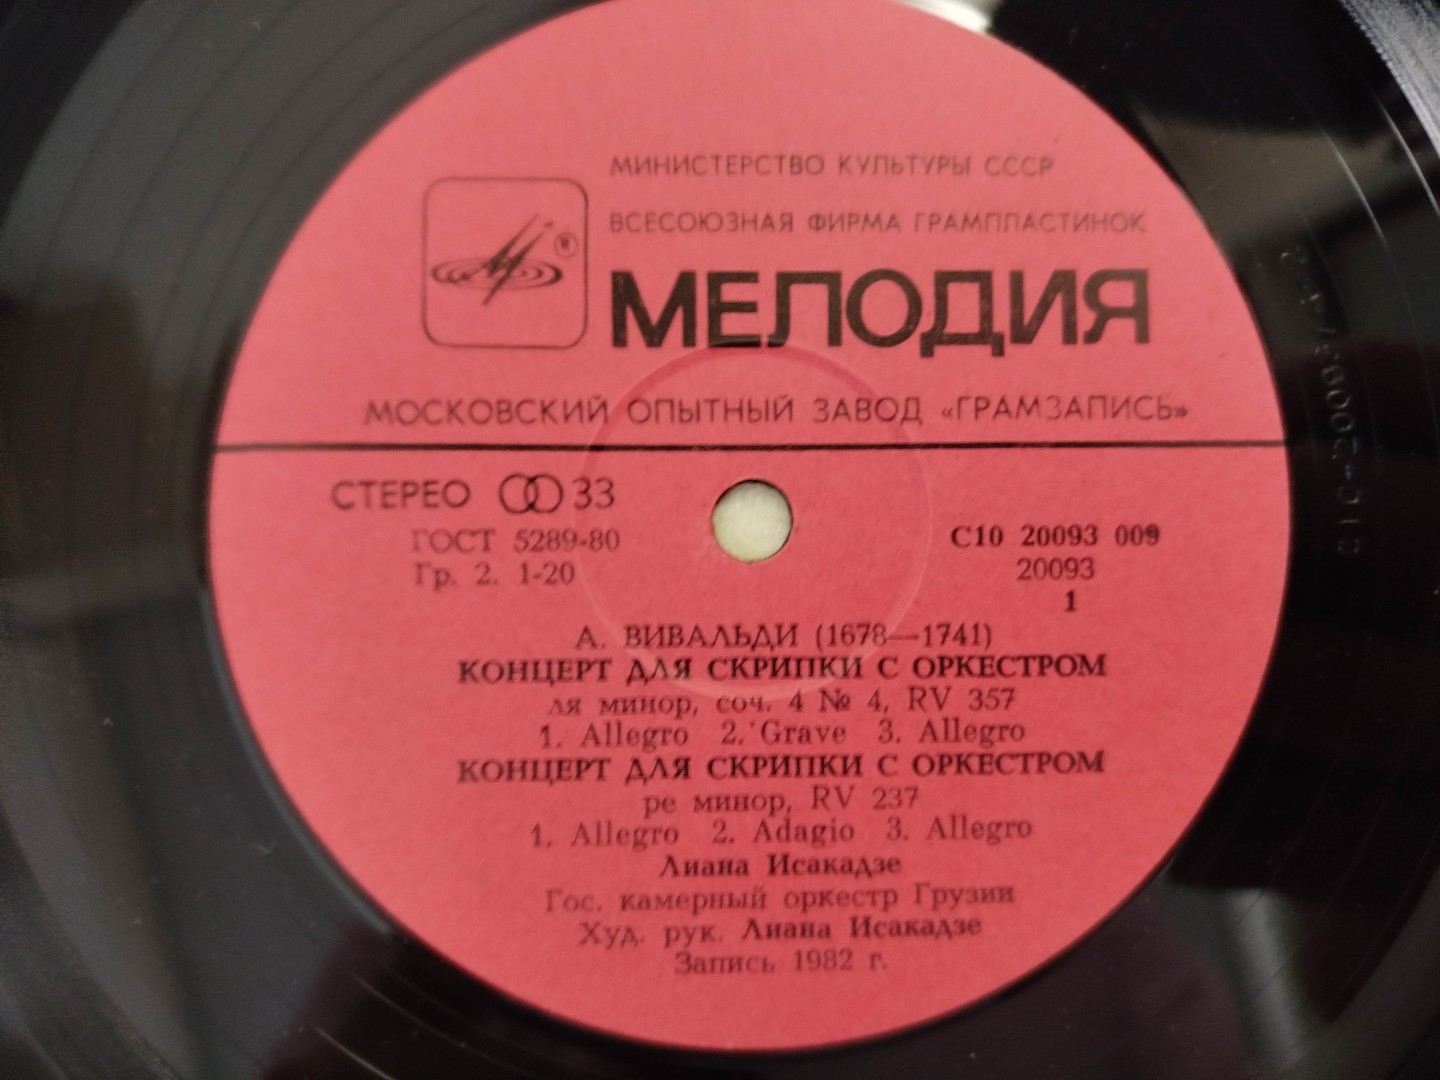 МИНИСТЕРСТВО КУЛЬТУРЫ СССР
ВСЕСОЮЗНАЯ ФИРМА ГРАМПЛАСТИНОК
®
МЕЛОДИЯ
МОСКОВСКИЙ ОПЫТНЫЙ ЗАВОД «ГРАМЗАПИСЬ»
СТЕРЕО 33
ГОСТ 5289-80
Гр. 2. 1-20
С10 20093 009
20093
1
А. ВИВАЛЬДИ (1678—1741)
КОНЦЕРТ ДЛЯ СКРИПКИ С ОРКЕСТРОМ
ля минор, соч. 4 № 4, RV 357
1. Allegro 2. Grave 3. Allegro
КОНЦЕРТ ДЛЯ СКРИПКИ С ОРКЕСТРОМ
ре минор, RV 237
1. Allegro 2. Adagio 3. Allegro
Лиана Исакадзе
Гос. камерный оркестр Грузии
Худ. рук. Лиана Исакадзе
Запись 1982 г.